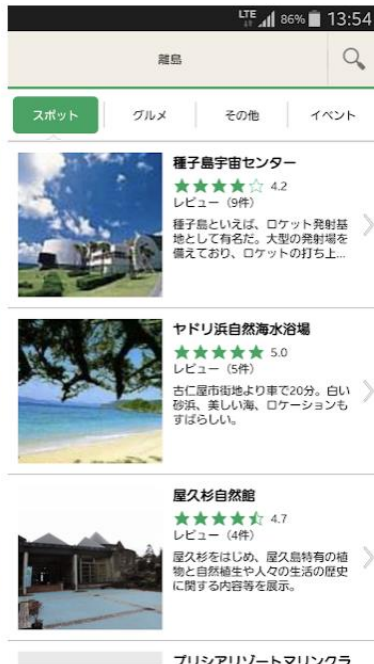 LTE 86% 13:54
離島
スポット グルメ その他 イベント
種子島宇宙センター
★★★★☆ 4.2
レビュー（9件）
種子島といえば、ロケット発射基
地として有名だ。大型の発射場を
備えており、ロケットの打ち上...
ヤドリ浜自然海水浴場
★★★★★ 5.0
レビュー（5件）
古仁屋市街地より車で20分。白い
砂浜、美しい海、ロケーションも
すばらしい。
屋久杉自然館
4.7
レビュー（4件）
屋久杉をはじめ、屋久島特有の植
物と自然植生や人々の生活の歴史
に関する内容等を展示。
プリシアリゾートマリンクラ